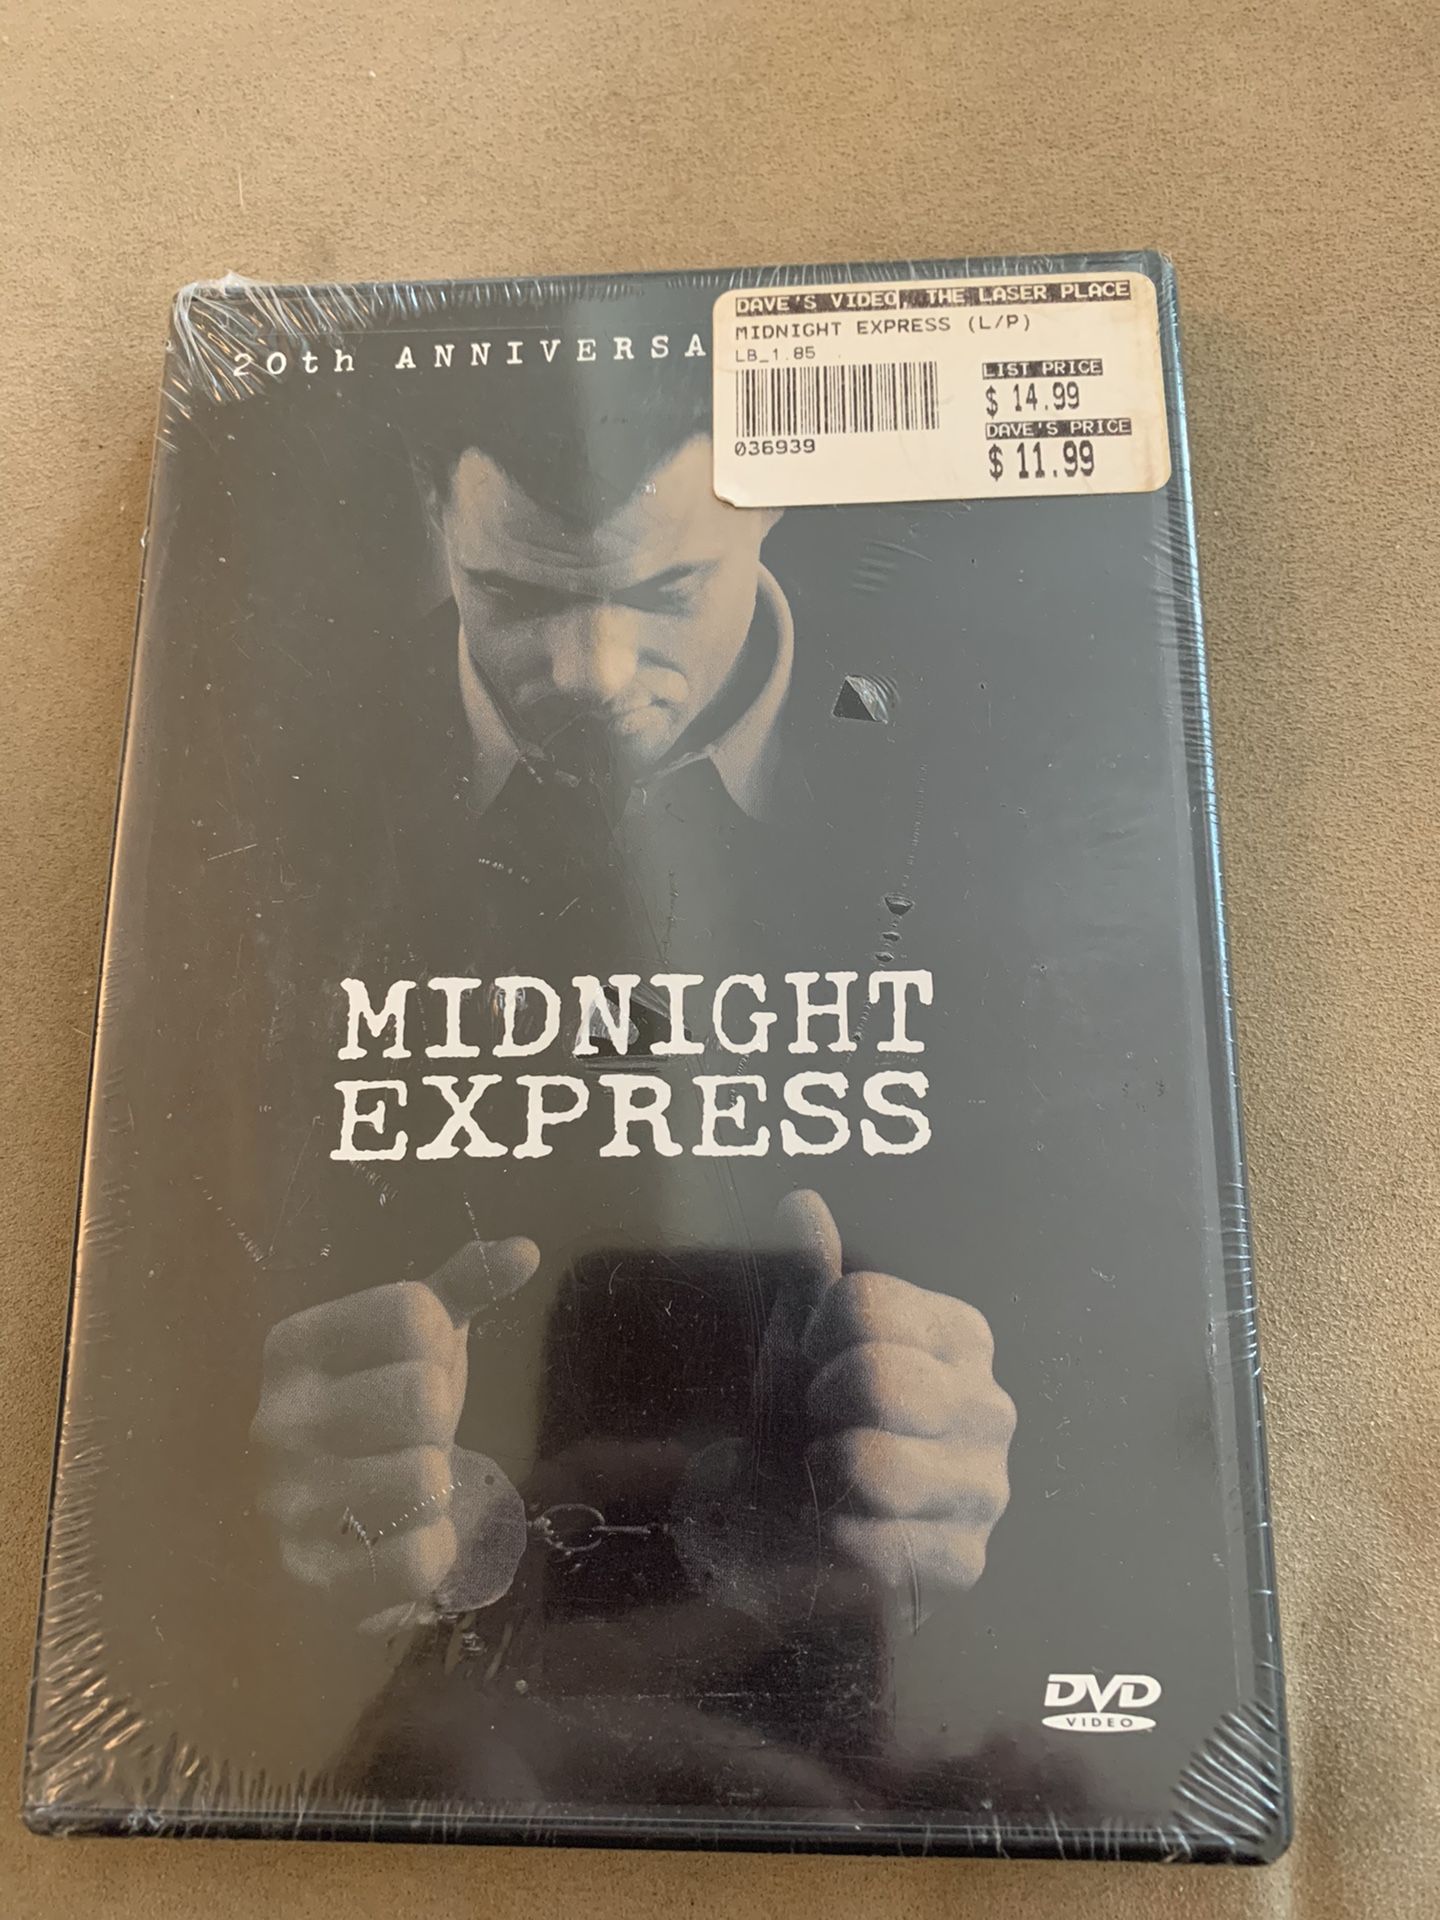 DAVE'S VIDEO, THE LASER PLACE
MIDNIGHT EXPRESS (L/P)
LB_1.85
LIST PRICE
$ 14.99
DAVE'S PRICE
$ 11.99
036939
20th ANNIVERSA
MIDNIGHT
EXPRESS
DVD
VIDEO